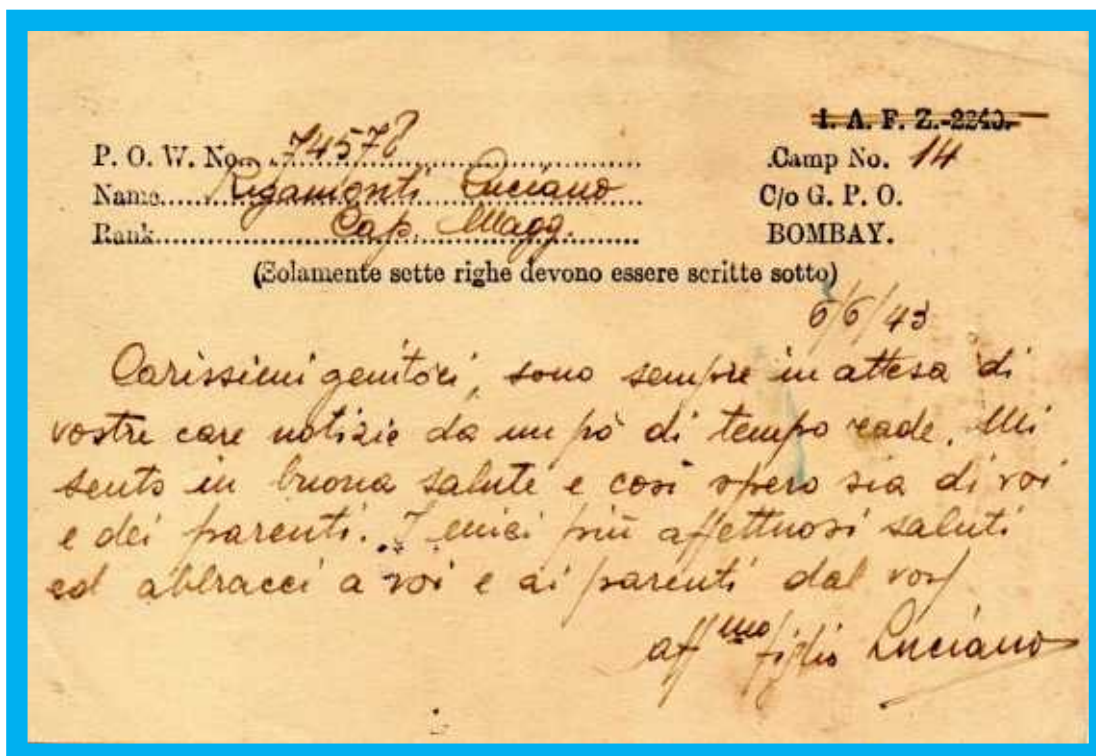 I. A. F. Z.-2240.
P. O. W. No. 74578 Camp No. 14
Name Rigamonti Luciano C/o G. P. O.
Rank Cap. Magg. BOMBAY.
(Solamente sette righe devono essere scritte sotto)
6/6/43
Carissimi genitori, sono sempre in attesa di
vostre care notizie da un pò di tempo rade. Mi
sento in buona salute e così spero sia di voi
e dei parenti. I miei più affettuosi saluti
ed abbracci a voi e ai parenti dal
aff.mo figlio Luciano